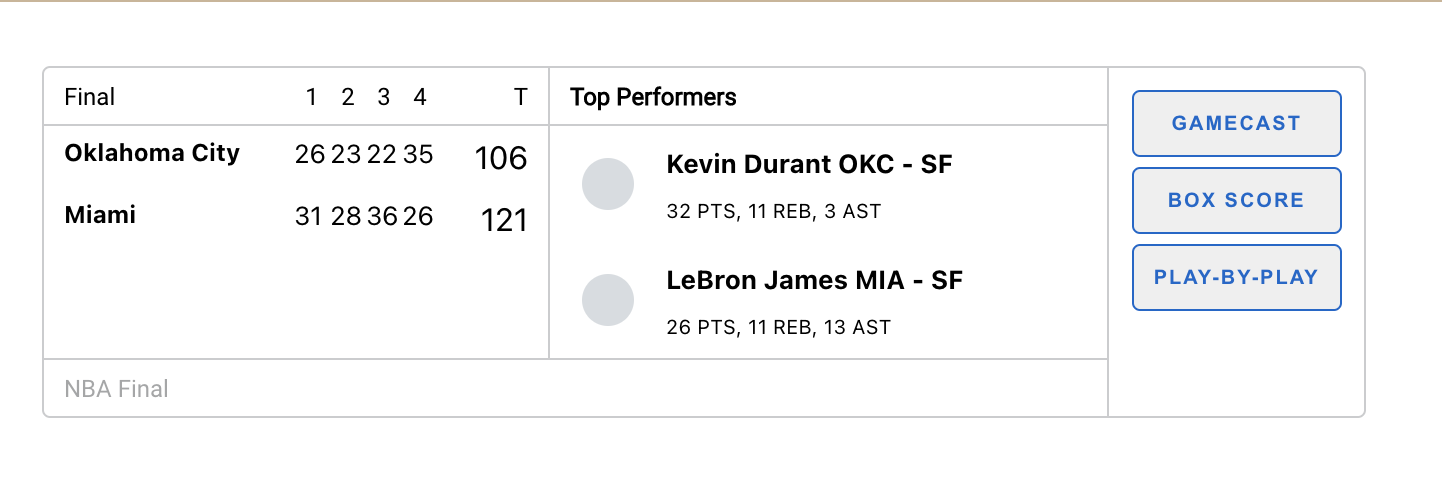 Final 1 2 3 4 T
Oklahoma City 26 23 22 35 106
Miami 31 28 36 26 121
Top Performers
Kevin Durant OKC - SF
32 PTS, 11 REB, 3 AST
LeBron James MIA - SF
26 PTS, 11 REB, 13 AST
GAMECAST
BOX SCORE
PLAY-BY-PLAY
NBA Final